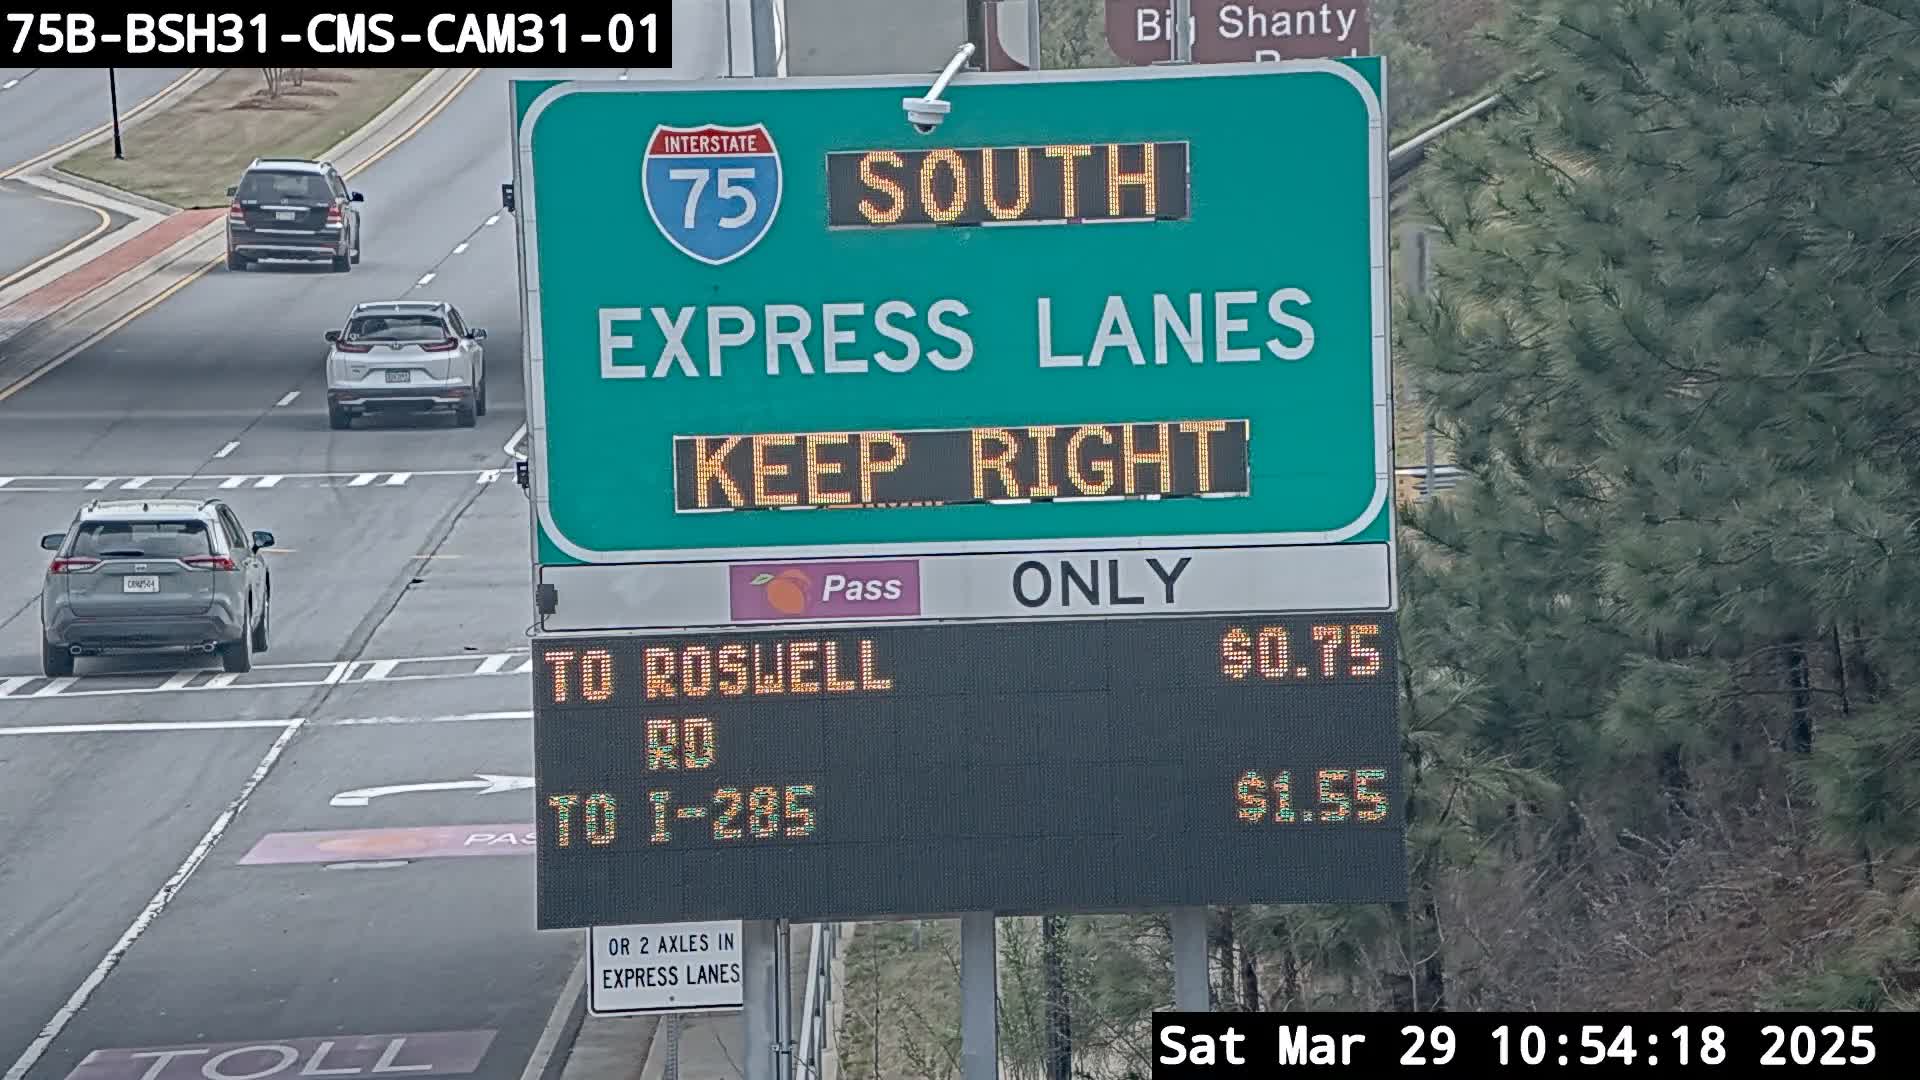 75B-BSH31-CMS-CAM31-01
Big Shanty
INTERSTATE
75
SOUTH
EXPRESS LANES
KEEP RIGHT
Pass
ONLY
TO ROSWELL $0.75
RD
TO I-285 $1.55
OR 2 AXLES IN
EXPRESS LANES
PAS
TOLL
Sat Mar 29 10:54:18 2025